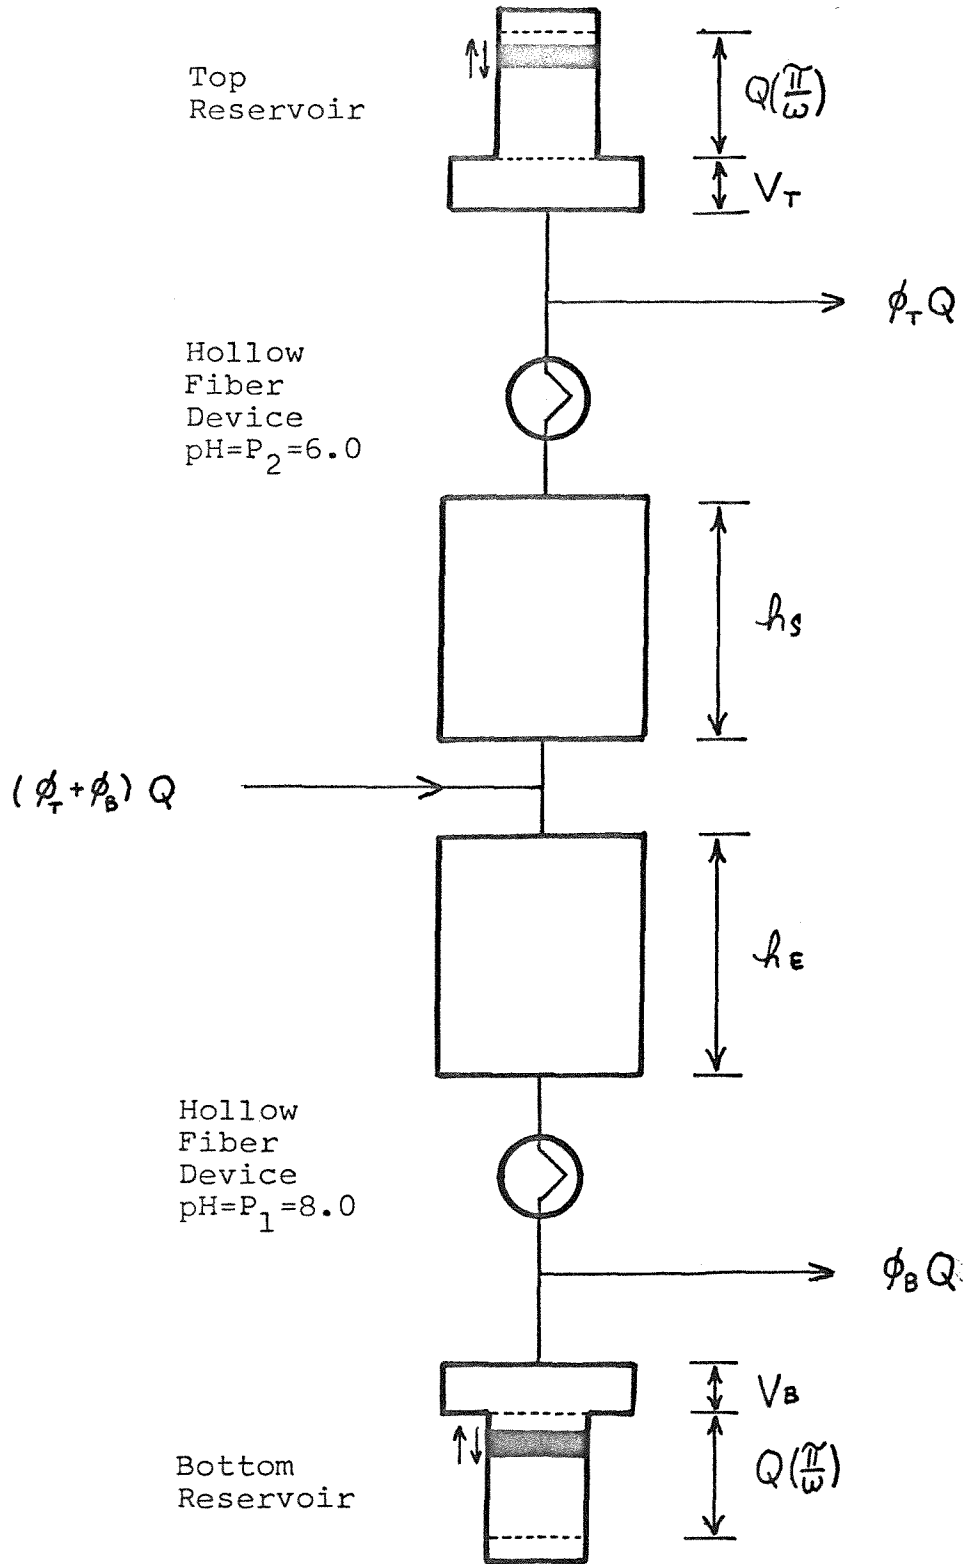 Top
Reservoir
Q(π/ω)
V_T
ϕ_T Q
Hollow
Fiber
Device
pH=P_2=6.0
h_S
(ϕ_T+ϕ_B) Q
h_E
Hollow
Fiber
Device
pH=P_1=8.0
ϕ_B Q
V_B
Q(π/ω)
Bottom
Reservoir